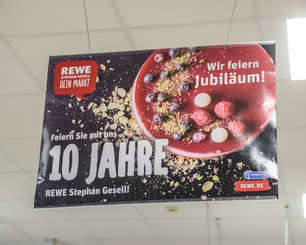 REWE
STEPHAN GESELL
DEIN MARKT
Wir feiern
Jubiläum!
Feiern Sie mit uns
10 JAHRE
REWE Stephan Gesell!
REWE.DE